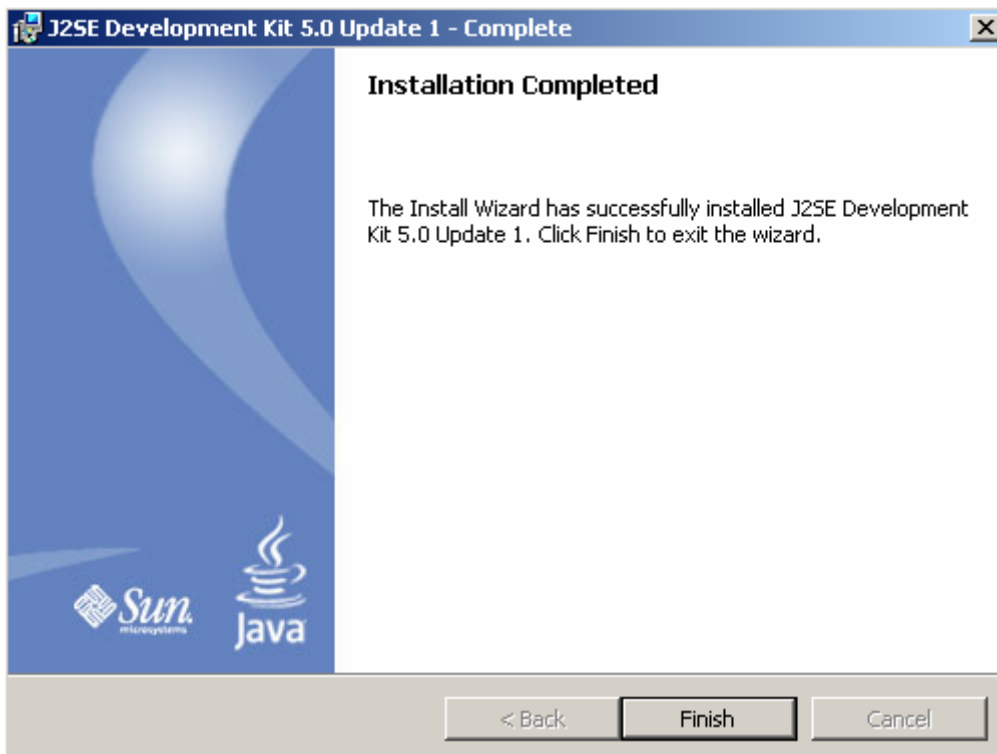 J2SE Development Kit 5.0 Update 1 - Complete
Installation Completed
The Install Wizard has successfully installed J2SE Development
Kit 5.0 Update 1. Click Finish to exit the wizard.
Sun
microsystems
Java
< Back
Finish
Cancel